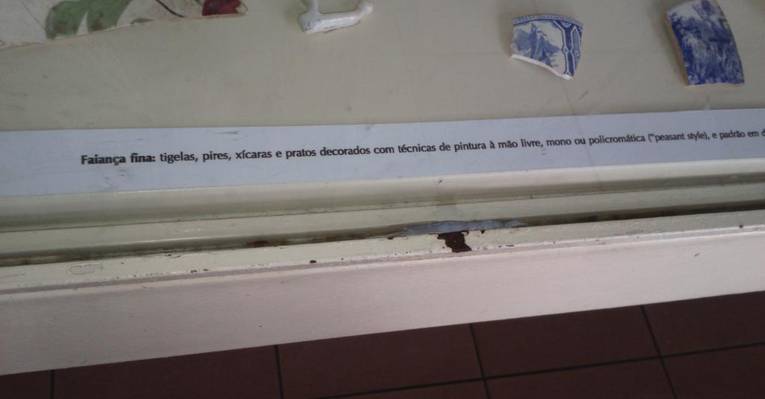 Faiança fina: tigelas, pires, xícaras e pratos decorados com técnicas de pintura à mão livre, mono ou policromática ("peasant style), e padrão em